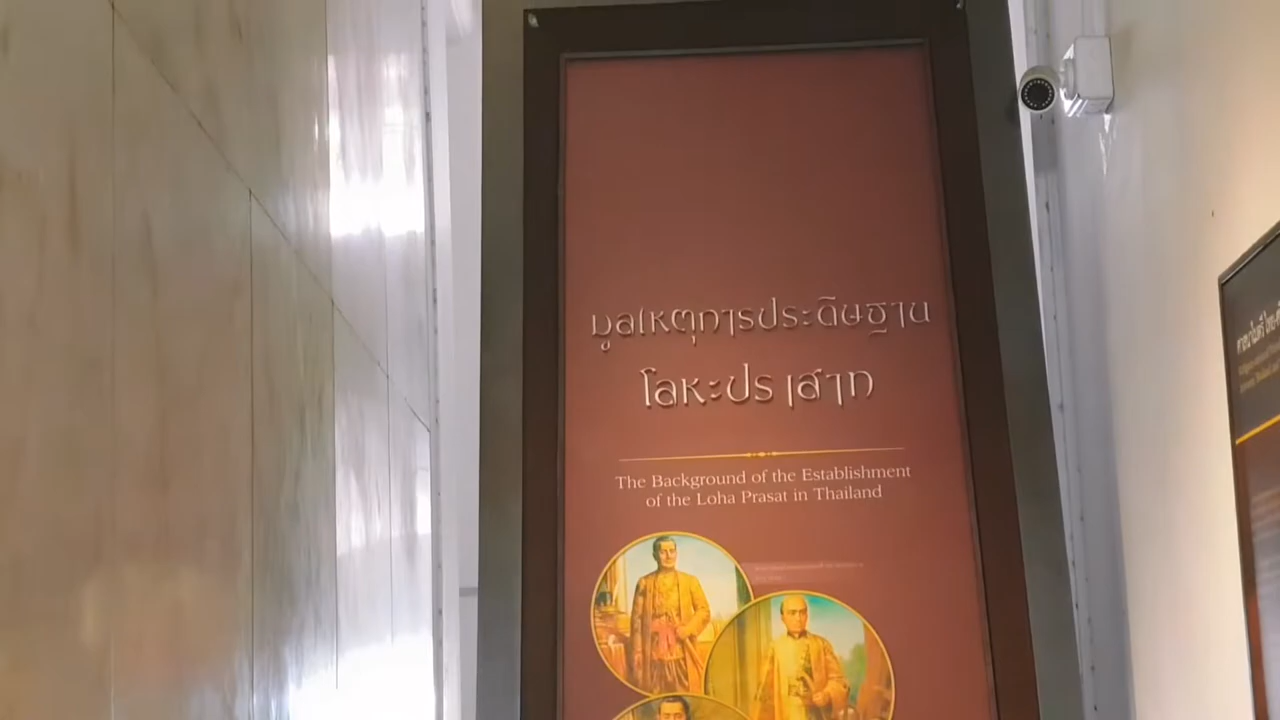 มูลเหตุการประดิษฐาน
โลหะปราสาท
The Background of the Establishment
of the Loha Prasat in Thailand